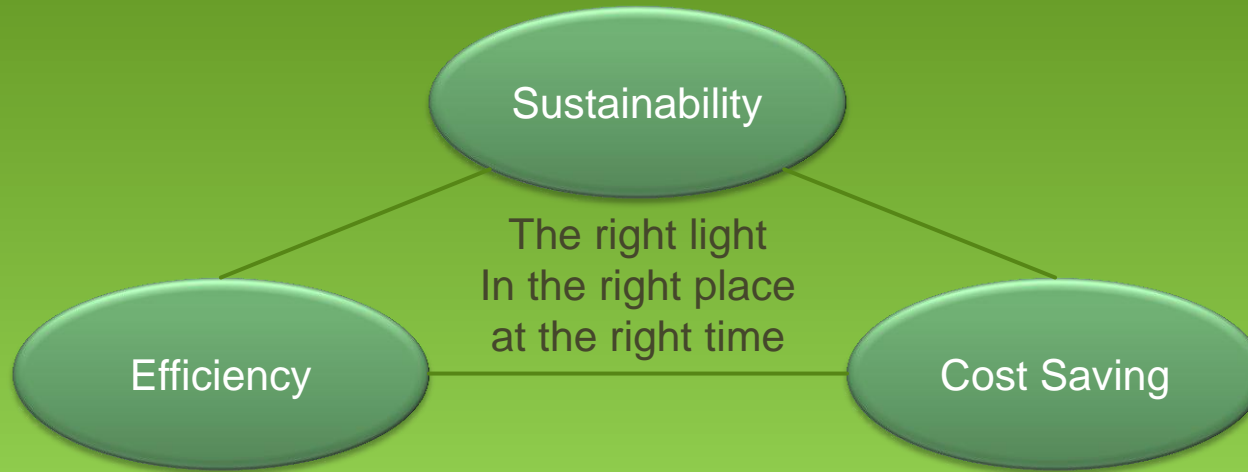 Sustainability
The right light
In the right place
at the right time
Efficiency
Cost Saving